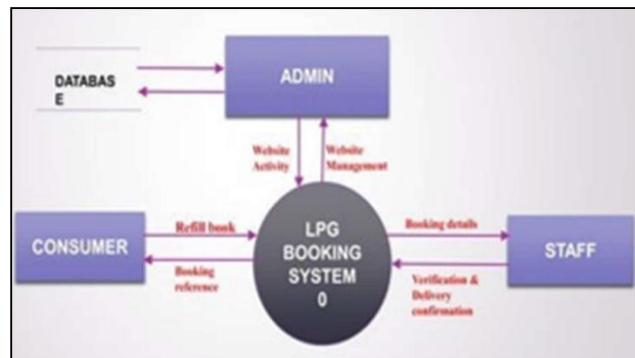 DATABAS
E
ADMIN
Website
Activity
Website
Management
CONSUMER
Refill book
Booking
reference
LPG
BOOKING
SYSTEM
0
Booking details
Verification &
Delivery
confirmation
STAFF